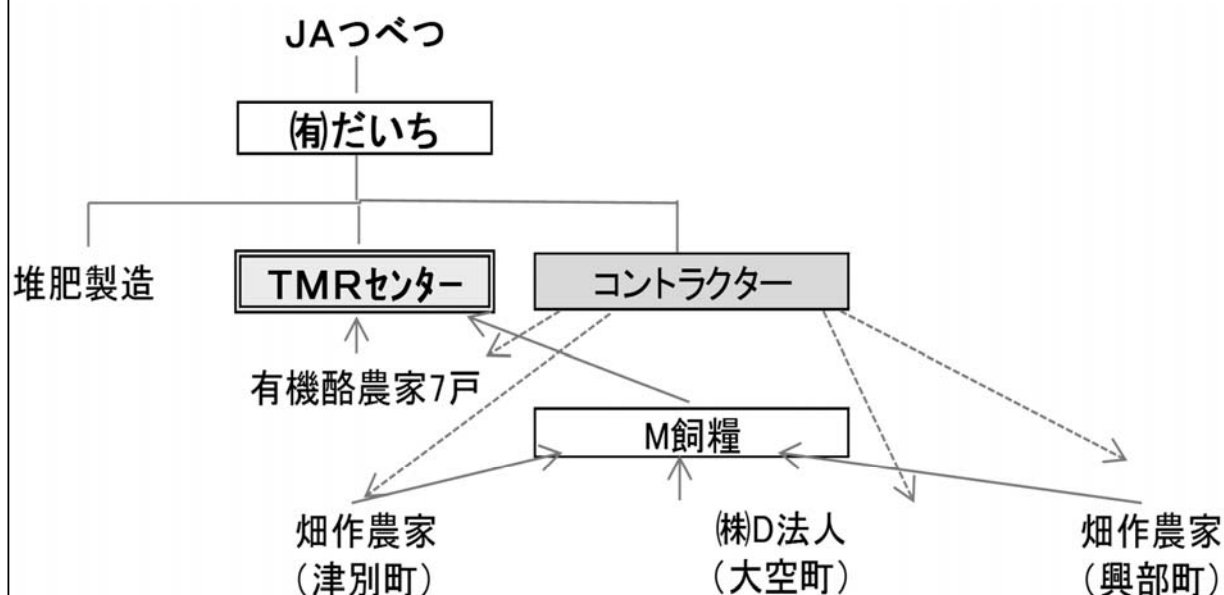 JAつべつ
㈲だいち
堆肥製造
TMRセンター
コントラクター
有機酪農家7戸
M飼糧
畑作農家
（津別町）
㈱D法人
（大空町）
畑作農家
（興部町）